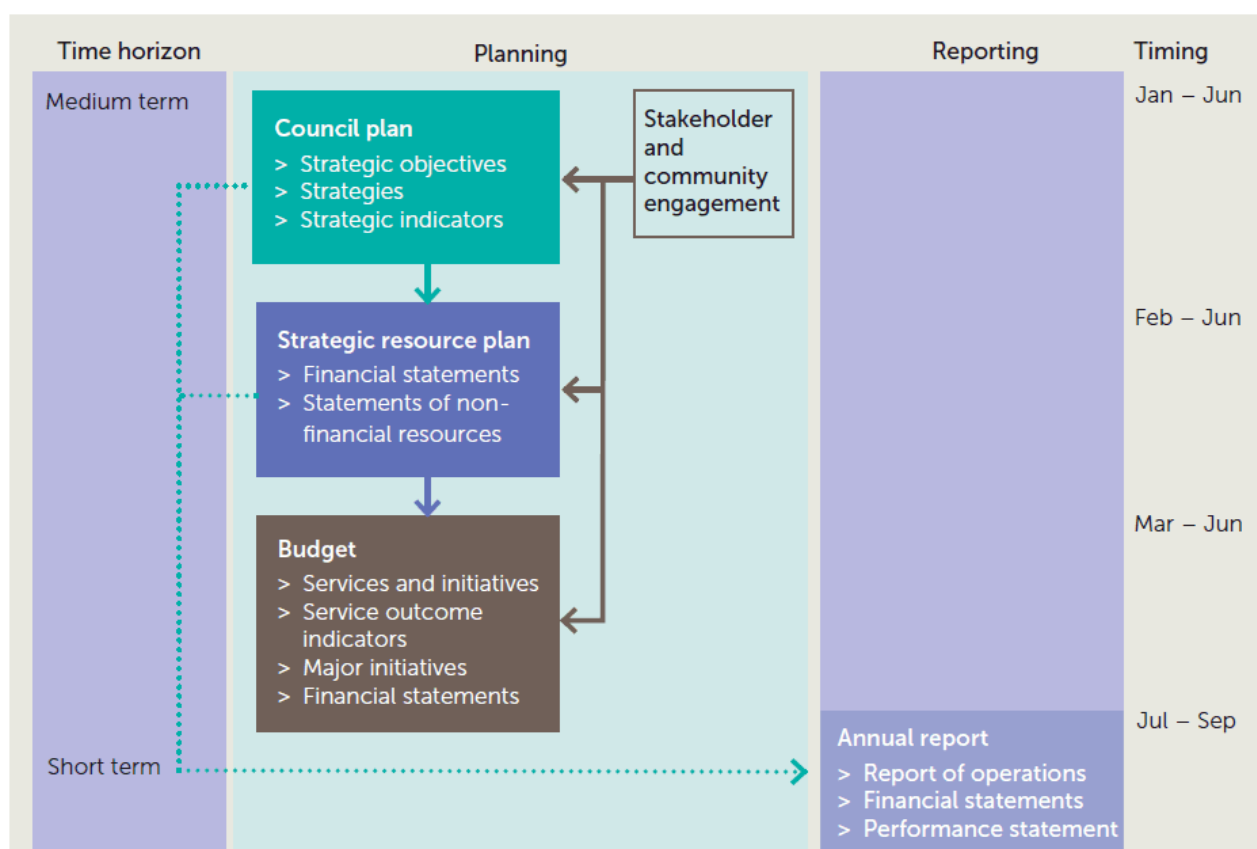 Time horizon
Planning
Reporting
Timing
Medium term
Council plan
> Strategic objectives
> Strategies
> Strategic indicators
Stakeholder
and
community
engagement
Jan – Jun
Strategic resource plan
> Financial statements
> Statements of non-
financial resources
Feb – Jun
Budget
> Services and initiatives
> Service outcome
indicators
> Major initiatives
> Financial statements
Mar – Jun
Short term
Annual report
> Report of operations
> Financial statements
> Performance statement
Jul – Sep